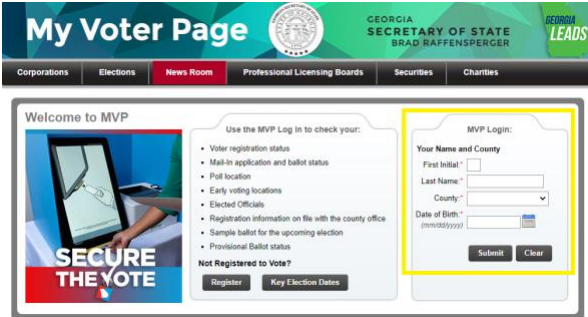 My Voter Page
GEORGIA
SECRETARY OF STATE
BRAD RAFFENSPERGER
GEORGIA
LEADS
Corporations
Elections
News Room
Professional Licensing Boards
Securities
Charities
Welcome to MVP
SECURE
THE VOTE
Use the MVP Log in to check your:
• Voter registration status
• Mail-In application and ballot status
• Poll location
• Early voting locations
• Elected Officials
• Registration information on file with the county office
• Sample ballot for the upcoming election
• Provisional Ballot status
Not Registered to Vote?
Register
Key Election Dates
MVP Login:
Your Name and County
First Initial:*
Last Name:*
County:*
Date of Birth:*
(mm/dd/yyyy)
Submit
Clear